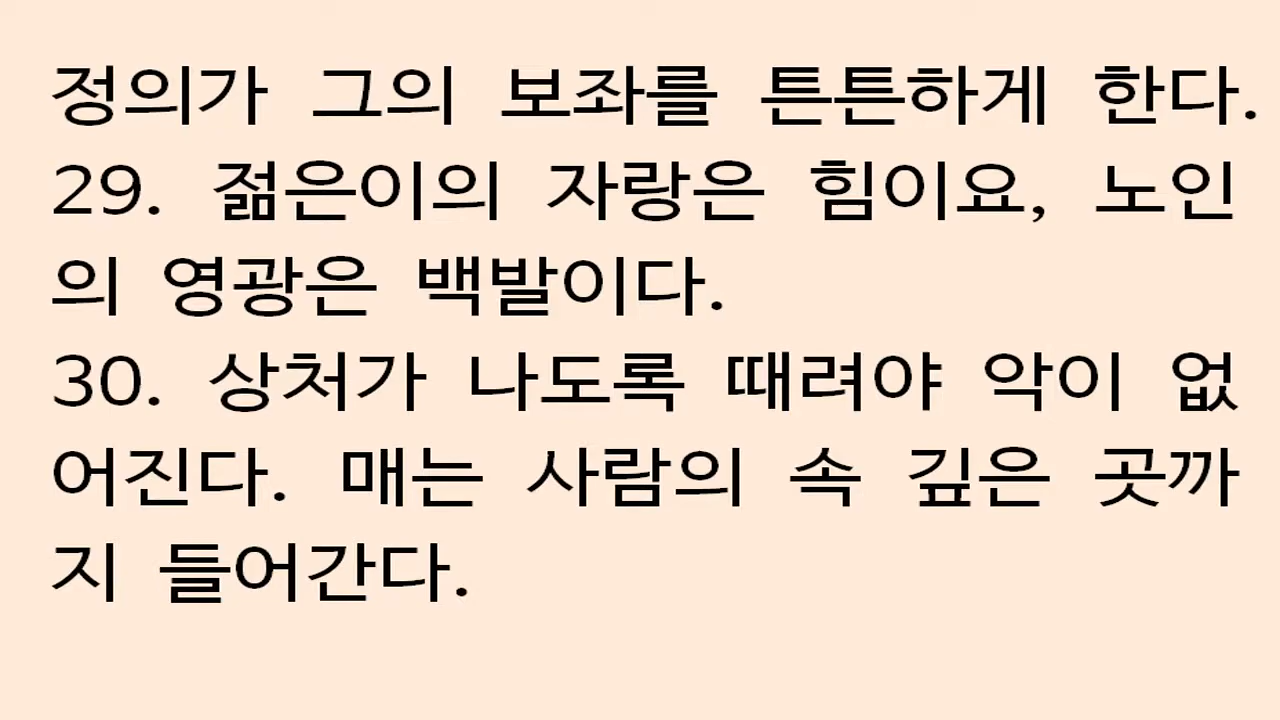 정의가 그의 보좌를 튼튼하게 한다.
29. 젊은이의 자랑은 힘이요, 노인
의 영광은 백발이다.
30. 상처가 나도록 때려야 악이 없
어진다. 매는 사람의 속 깊은 곳까
지 들어간다.